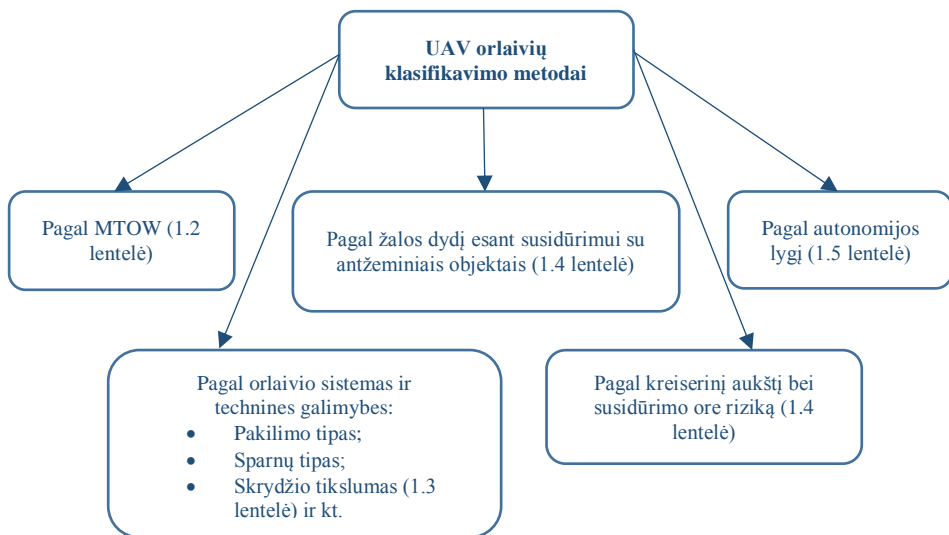 UAV orlaivių
klasifikavimo metodai
Pagal MTOW (1.2
lentelė)
Pagal žalos dydį esant susidūrimui su
antžeminiais objektais (1.4 lentelė)
Pagal autonomijos
lygį (1.5 lentelė)
Pagal orlaivio sistemas ir
technines galimybes:
• Pakilimo tipas;
• Sparnų tipas;
• Skrydžio tikslumas (1.3
lentelė) ir kt.
Pagal kreiserinį aukštį bei
susidūrimo ore riziką (1.4
lentelė)